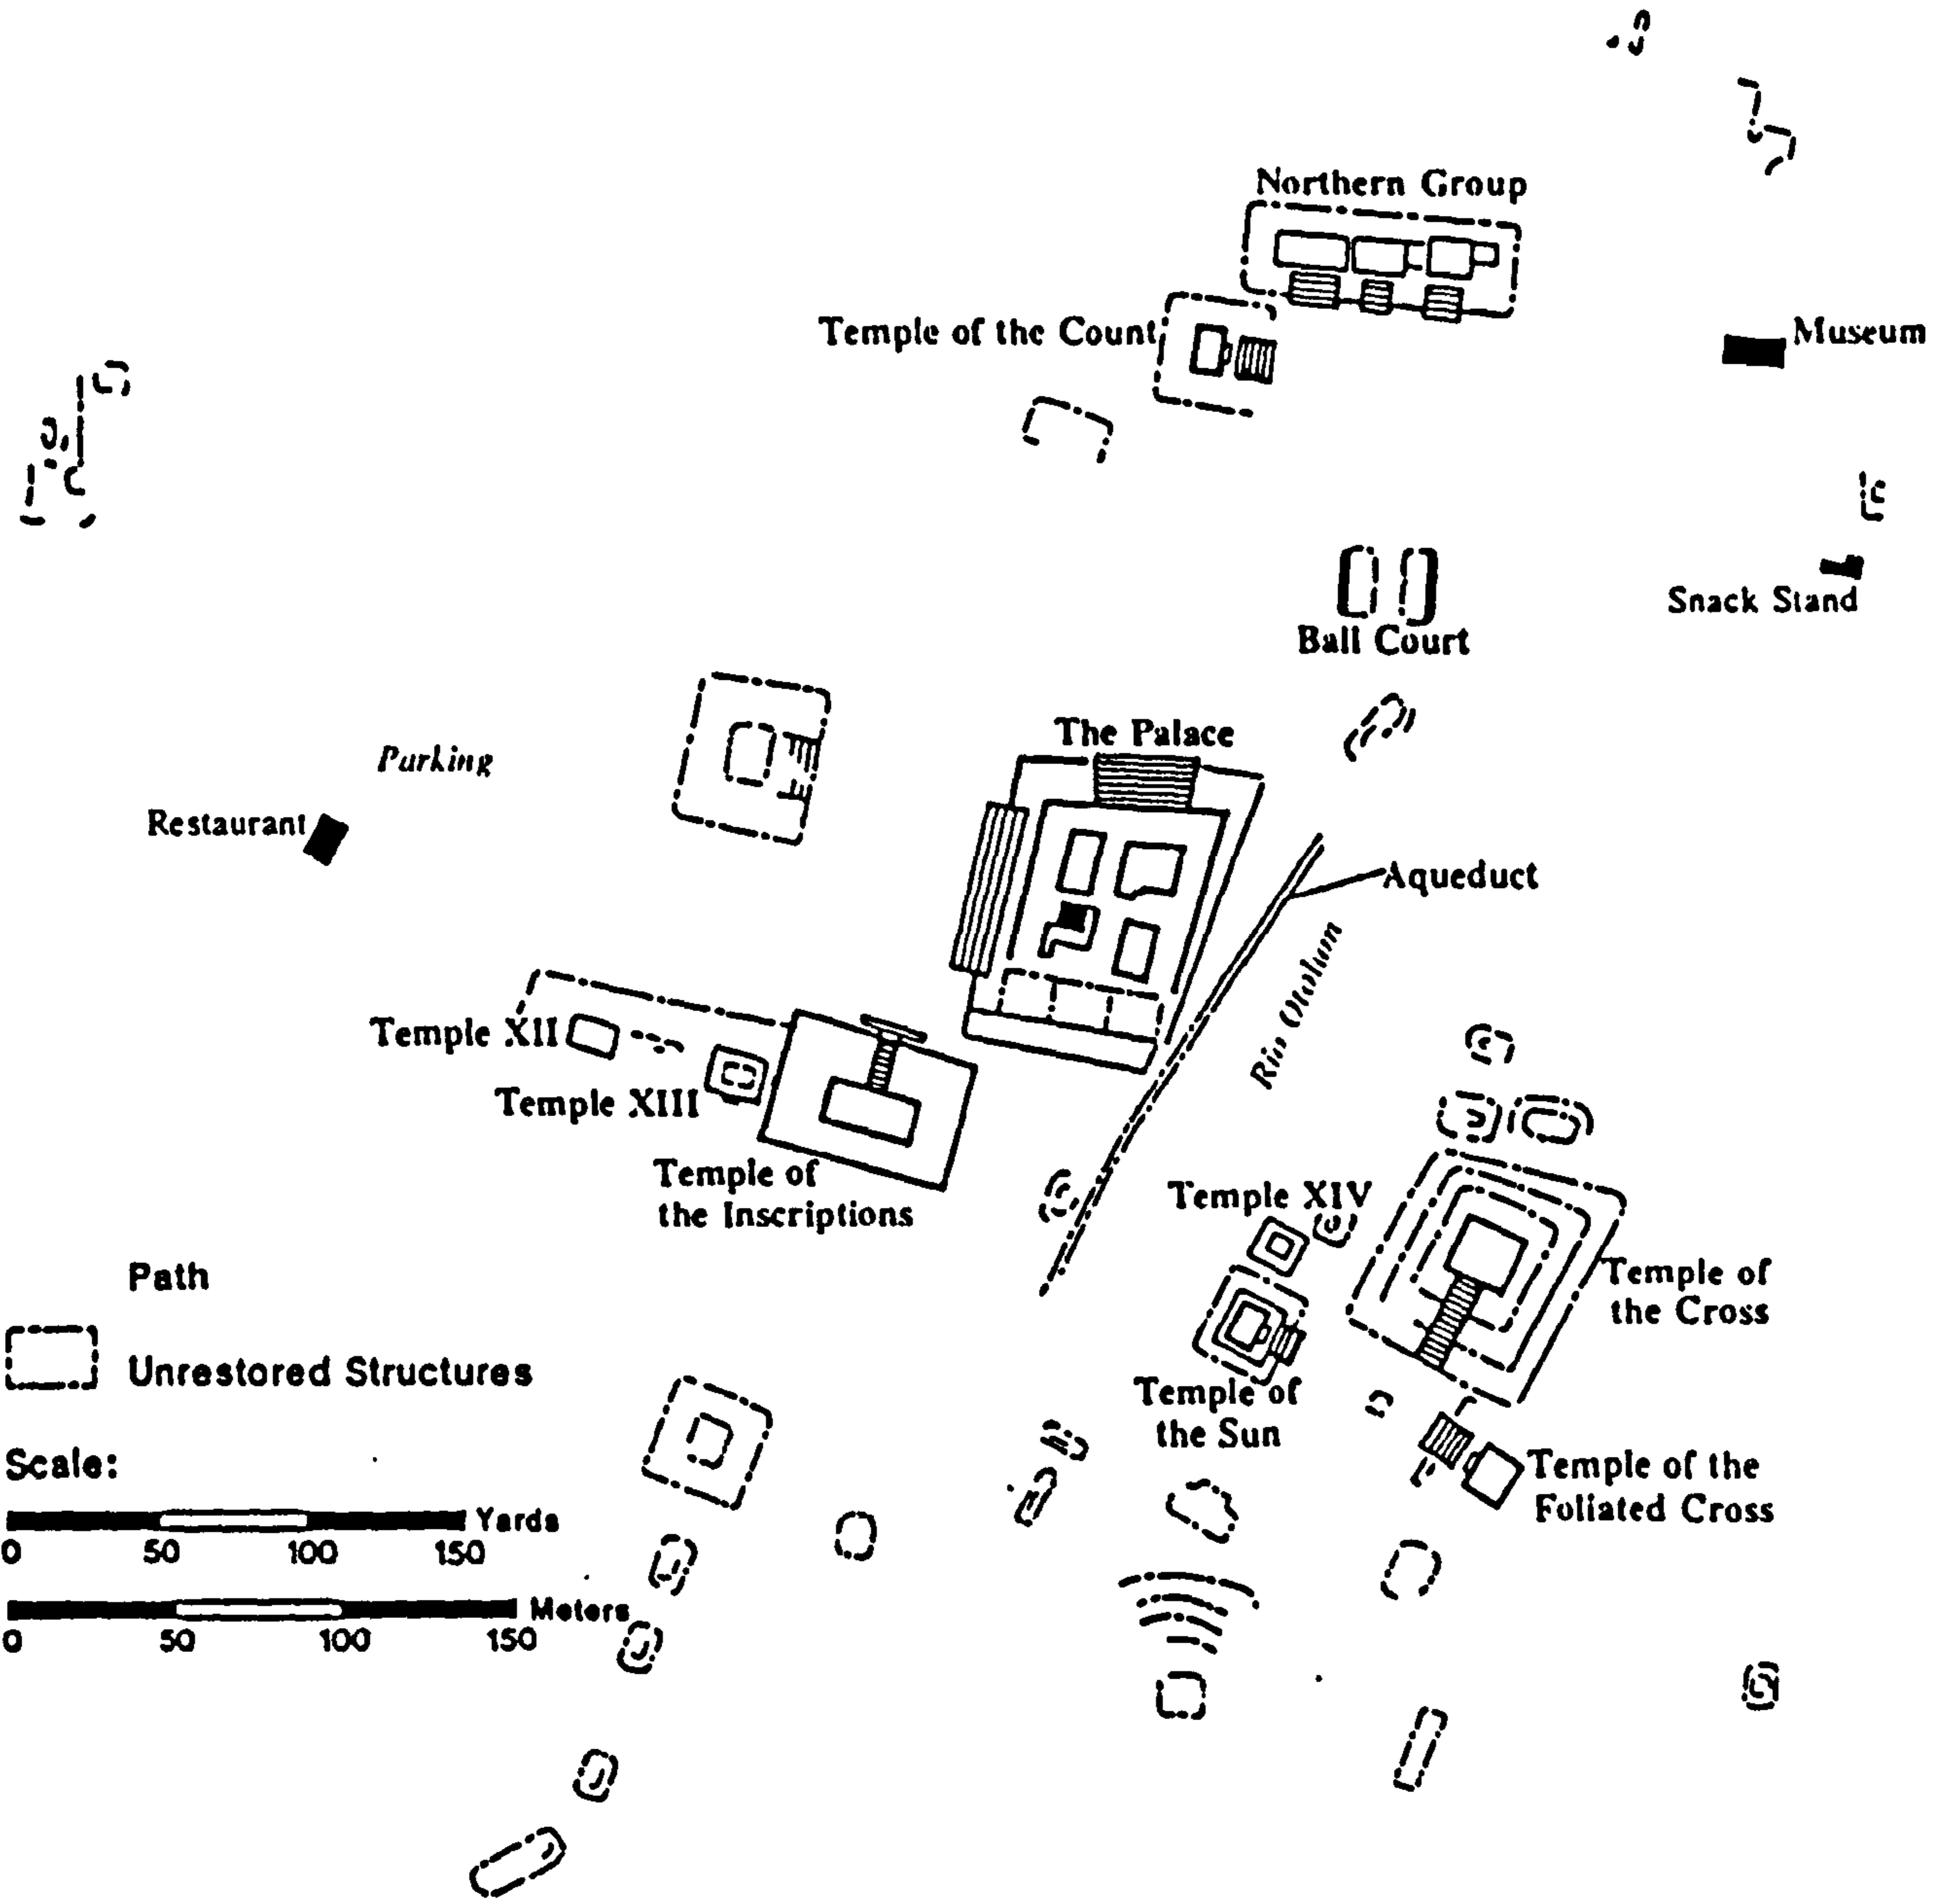 Northern Group
Temple of the Count
Museum
Snack Stand
Ball Court
The Palace
Parking
Restaurant
Aqueduct
Rio Otolum
Temple XII
Temple XIII
Temple of
the Inscriptions
Temple XIV
Temple of
the Cross
Path
Unrestored Structures
Temple of
the Sun
Temple of the
Foliated Cross
Scale:
Yards
0 50 100 150
Meters
0 50 100 150